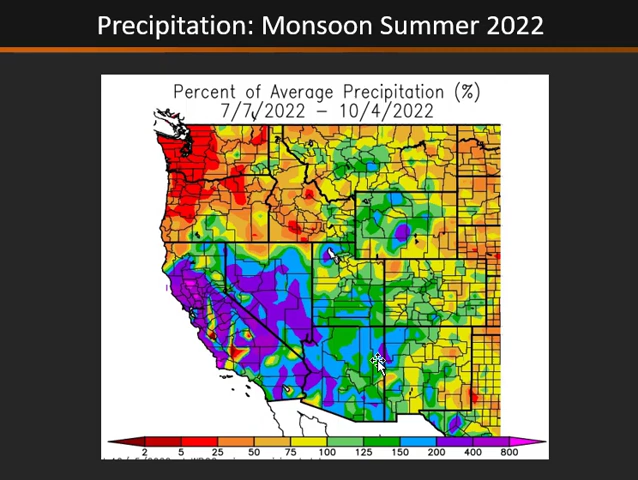 Precipitation: Monsoon Summer 2022
Percent of Average Precipitation (%)
7/7/2022 – 10/4/2022
2 5 25 50 75 100 125 150 200 400 800